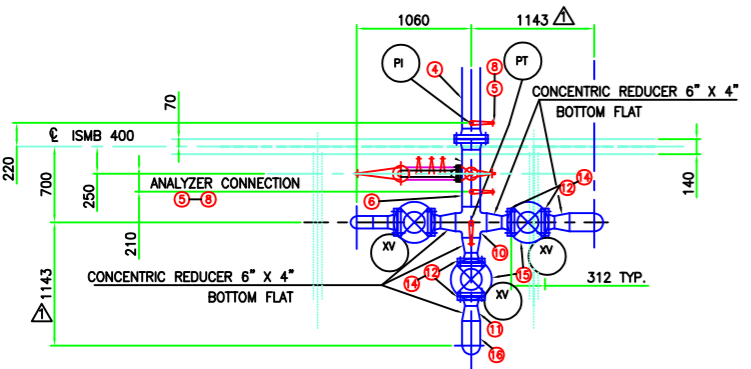 1060
1143 1
PI
4
8
5
PT
CONCENTRIC REDUCER 6" X 4"
BOTTOM FLAT
70
℄ ISMB 400
220
700
250
140
ANALYZER CONNECTION
5 8
6
14
12
210
XV
10
XV
CONCENTRIC REDUCER 6" X 4"
BOTTOM FLAT
12
14
15
312 TYP.
XV
1 1143
11
16